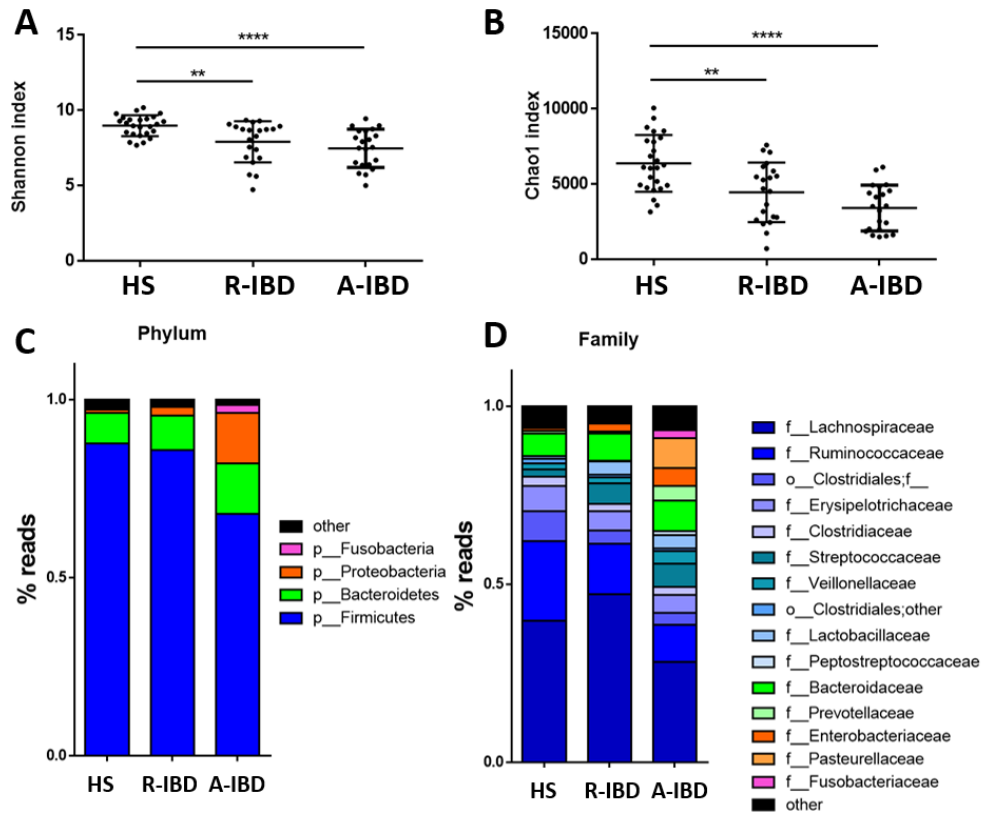 A
Shannon index
15
10
5
0
****
**
HS
R-IBD
A-IBD
B
Chao1 index
15000
10000
5000
0
****
**
HS
R-IBD
A-IBD
C
Phylum
% reads
1.0
0.5
0.0
HS
R-IBD
A-IBD
other
p__Fusobacteria
p__Proteobacteria
p__Bacteroidetes
p__Firmicutes
D
Family
% reads
1.0
0.5
0.0
HS
R-IBD
A-IBD
f__Lachnospiraceae
f__Ruminococcaceae
o__Clostridiales;f__
f__Erysipelotrichaceae
f__Clostridiaceae
f__Streptococcaceae
f__Veillonellaceae
o__Clostridiales;other
f__Lactobacillaceae
f__Peptostreptococcaceae
f__Bacteroidaceae
f__Prevotellaceae
f__Enterobacteriaceae
f__Pasteurellaceae
f__Fusobacteriaceae
other